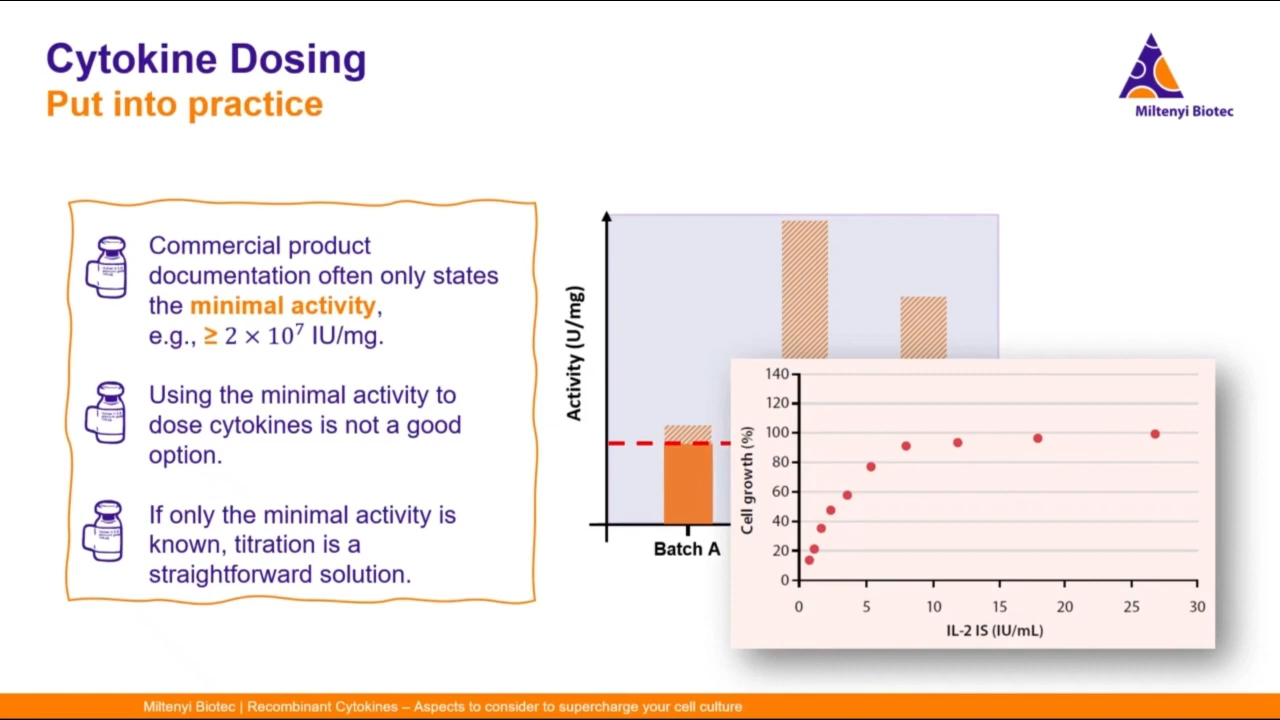 Cytokine Dosing
Put into practice
Miltenyi Biotec
Commercial product
documentation often only states
the minimal activity,
e.g., ≥ 2 × 10⁷ IU/mg.
Using the minimal activity to
dose cytokines is not a good
option.
If only the minimal activity is
known, titration is a
straightforward solution.
Activity (U/mg)
Batch A
Cell growth (%)
140
120
100
80
60
40
20
0
0 5 10 15 20 25 30
IL-2 IS (IU/mL)
Miltenyi Biotec | Recombinant Cytokines – Aspects to consider to supercharge your cell culture